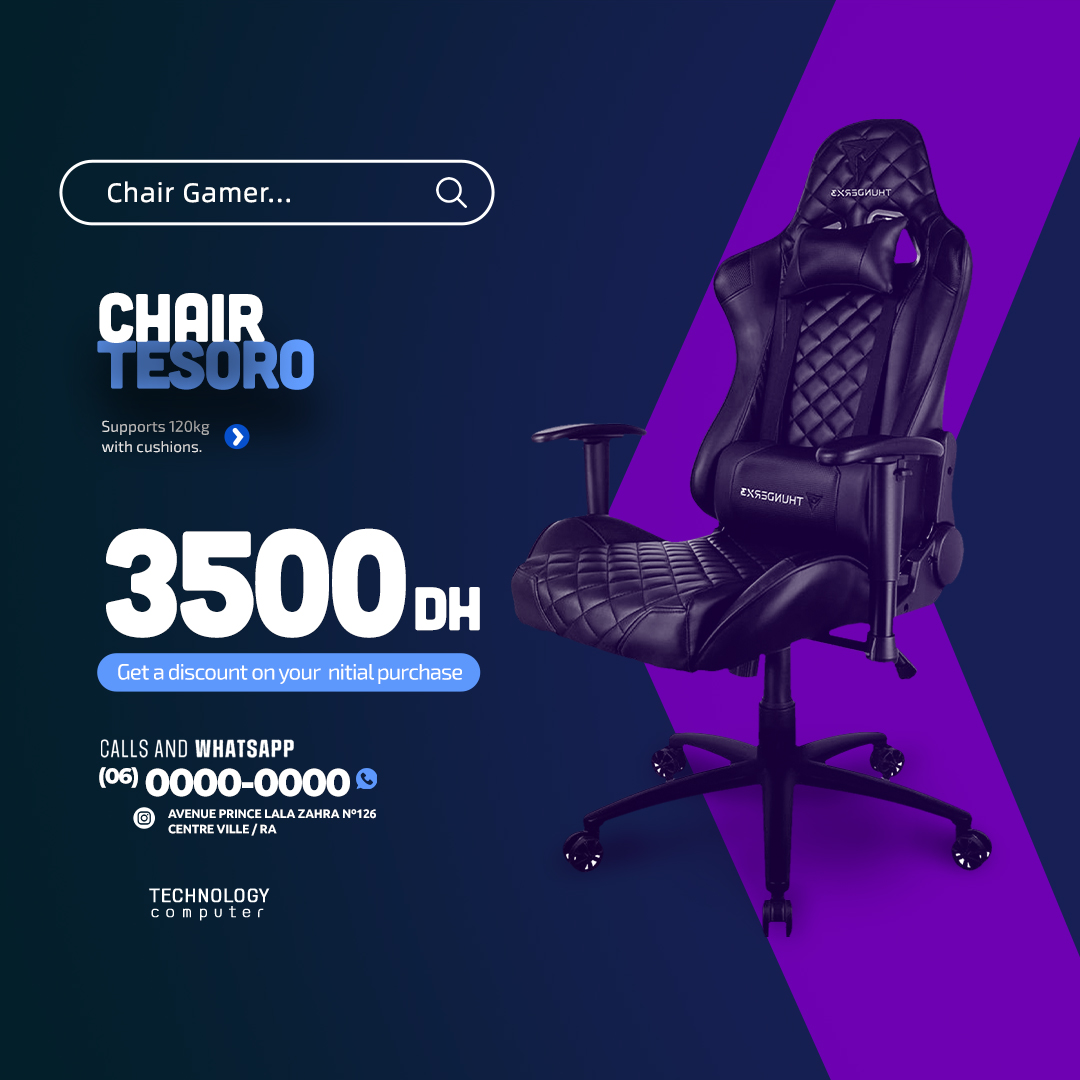 Chair Gamer...
CHAIR
TESORO
Supports 120kg
with cushions.
3500 DH
Get a discount on your nitial purchase
CALLS AND WHATSAPP
(06) 0000-0000
AVENUE PRINCE LALA ZAHRA Nº126
CENTRE VILLE / RA
TECHNOLOGY
computer
THUNDERX3
THUNDERX3